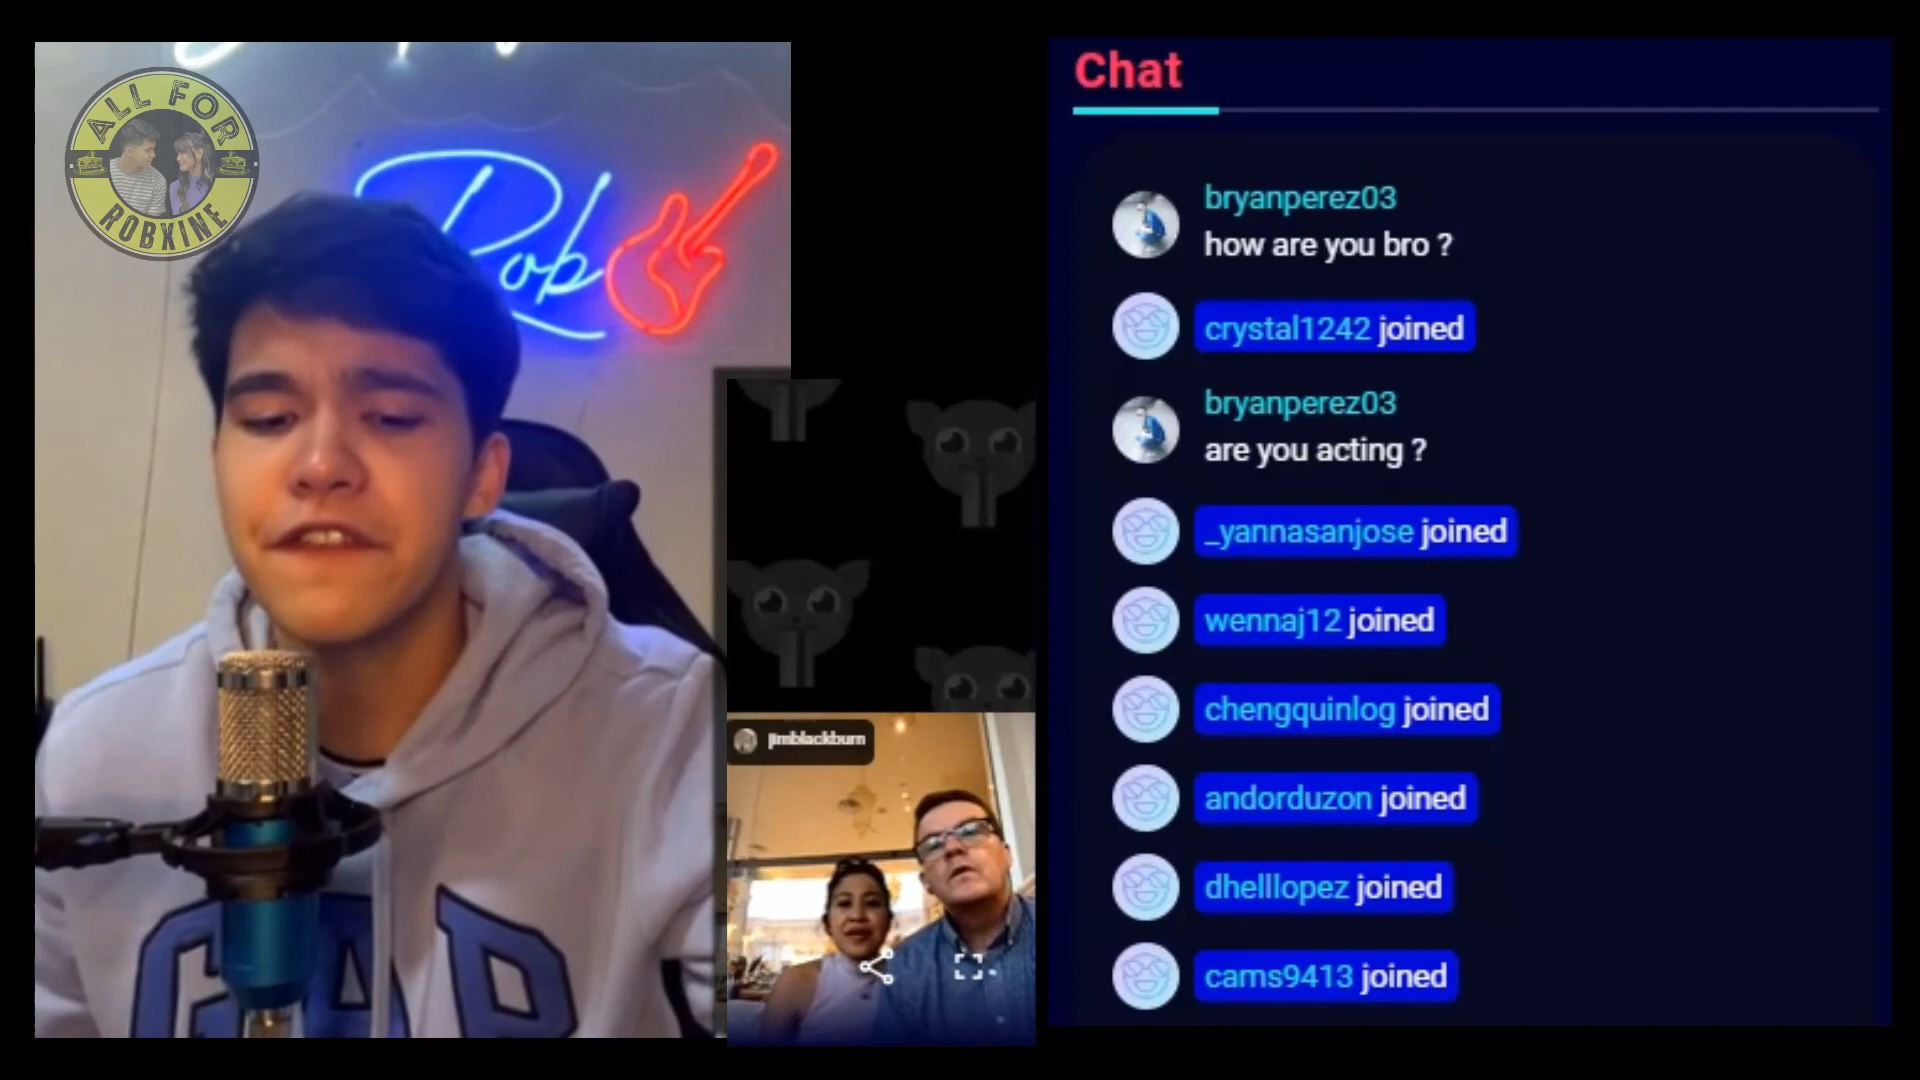 ALL FOR
ROBXINE
Rob
GAP
jimblackburn
Chat
bryanperez03
how are you bro ?
crystal1242 joined
bryanperez03
are you acting ?
_yannasanjose joined
wennaj12 joined
chengquinlog joined
andorduzon joined
dhelllopez joined
cams9413 joined